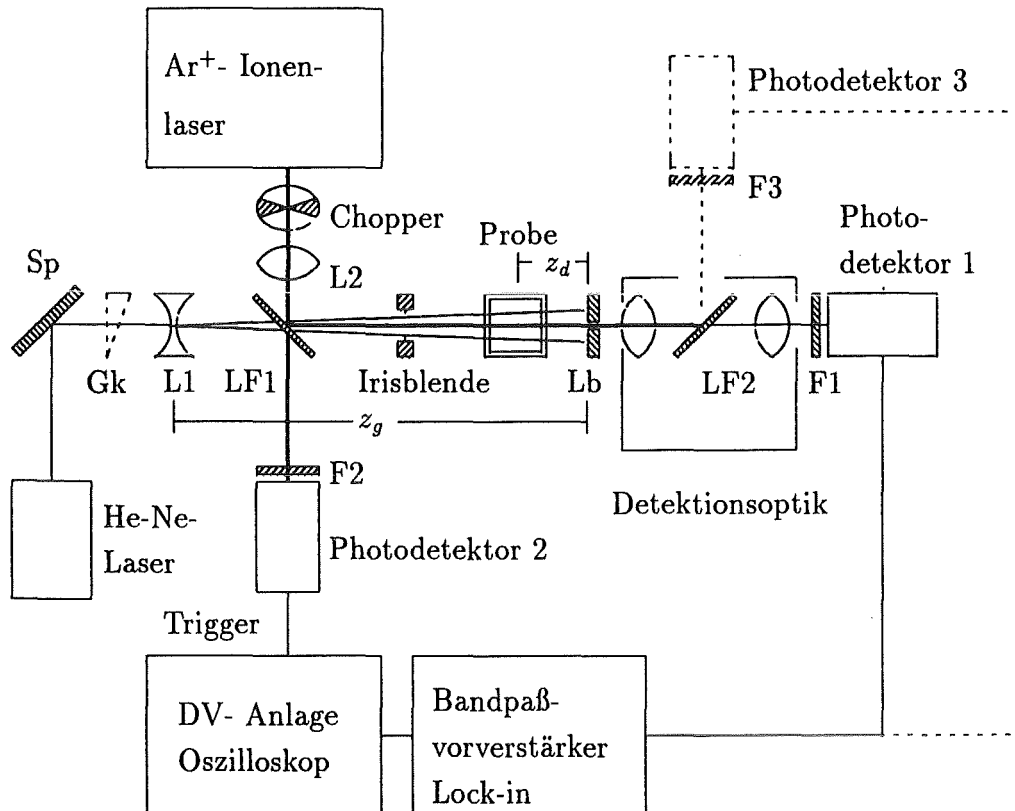 Ar⁺- Ionen-
laser
Photodetektor 3
F3
Chopper
Photo-
detektor 1
Probe
z_d
L2
Sp
Gk
L1
LF1
Irisblende
Lb
LF2
F1
z_g
F2
Detektionsoptik
He-Ne-
Laser
Photodetektor 2
Trigger
DV- Anlage
Oszilloskop
Bandpaß-
vorverstärker
Lock-in